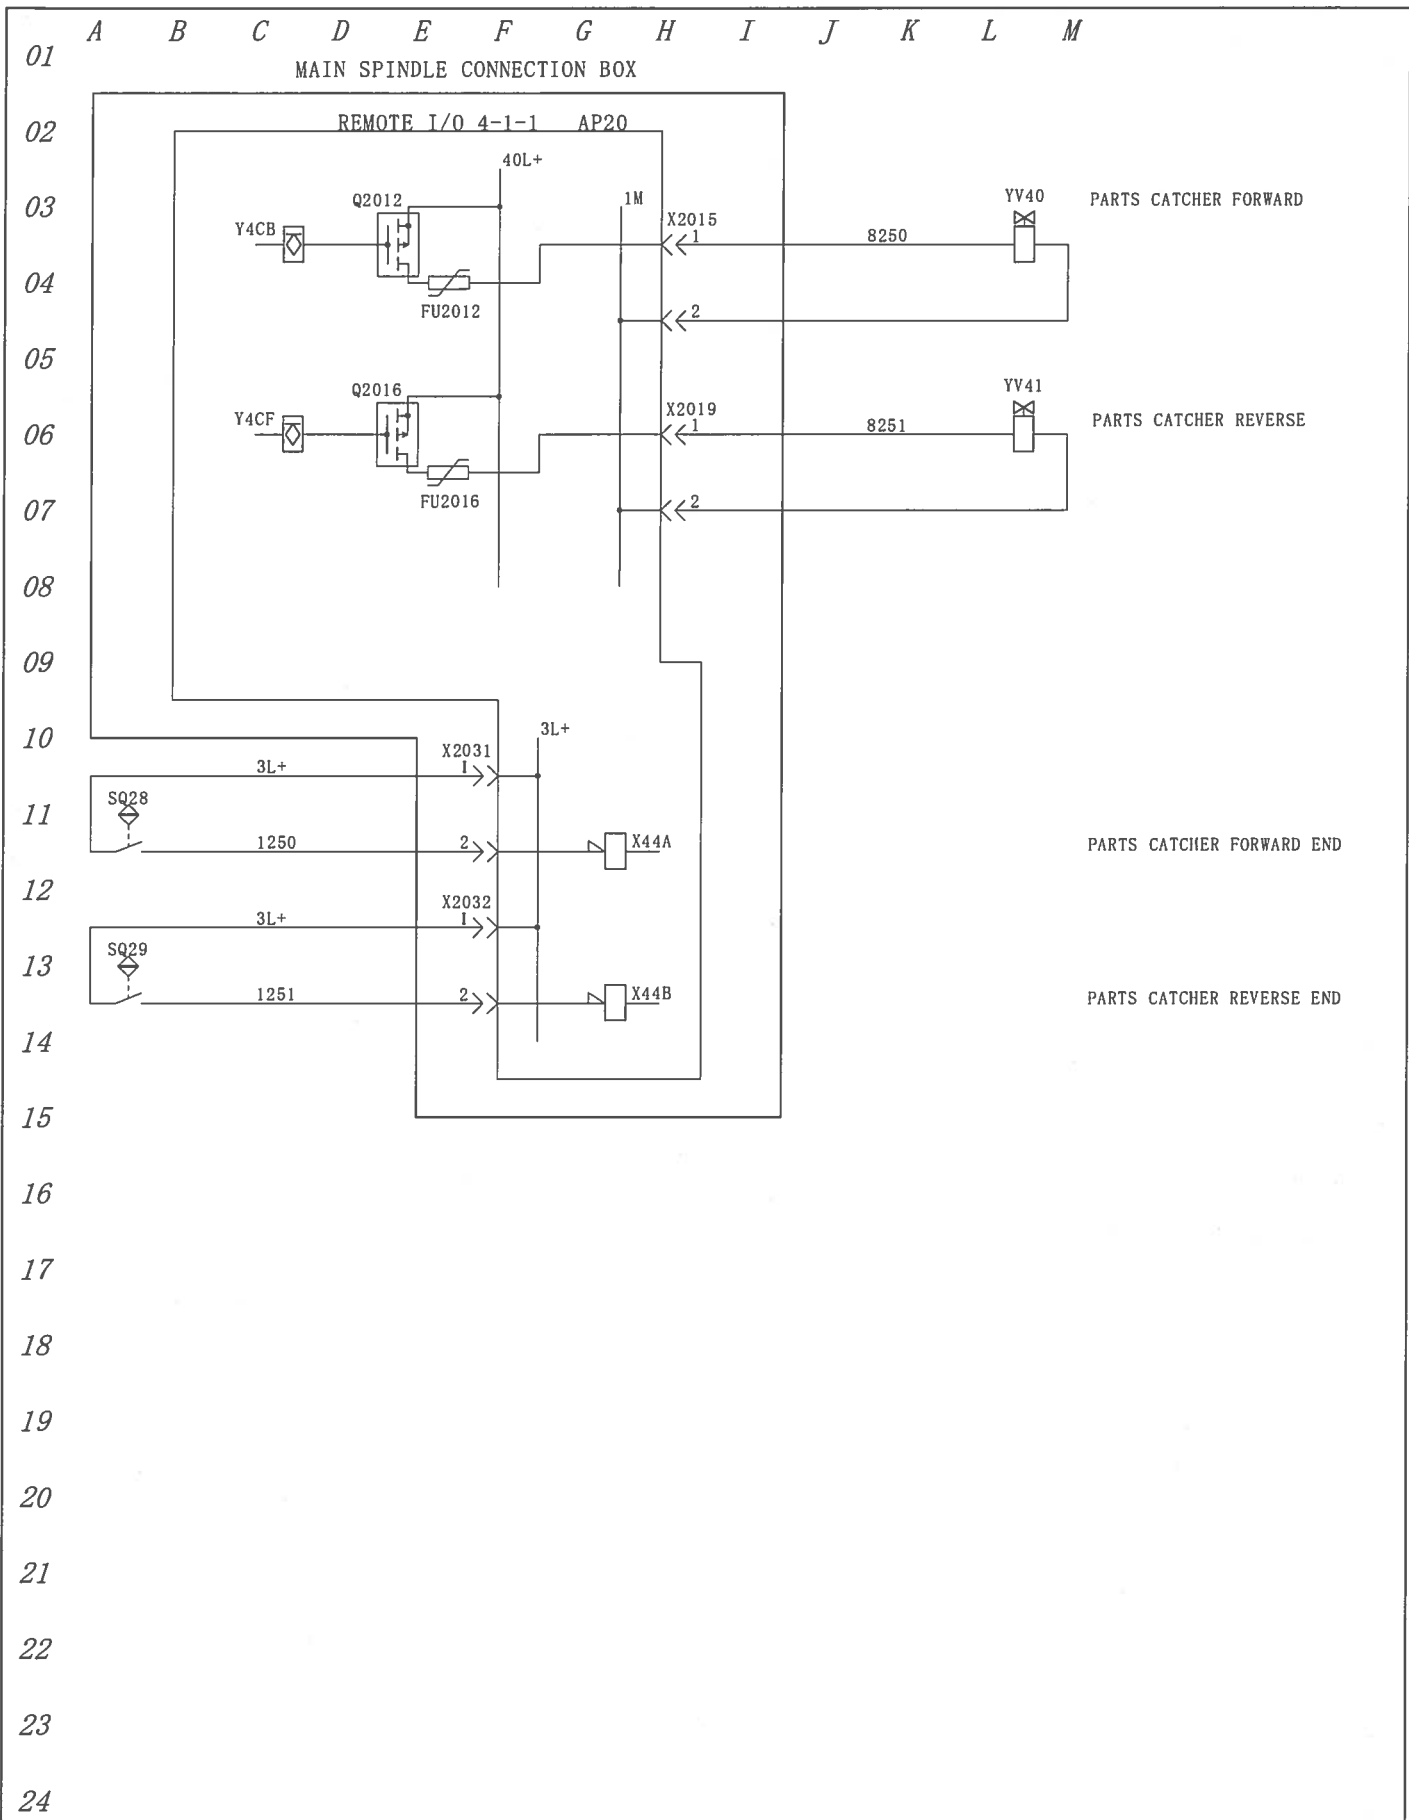 A B C D E F G H I J K L M
01
MAIN SPINDLE CONNECTION BOX
02
REMOTE I/O 4-1-1 AP20
40L+
03
Q2012
1M
YV40
PARTS CATCHER FORWARD
Y4CB
X2015
1
8250
04
FU2012
2
05
Q2016
YV41
06
Y4CF
X2019
1
8251
PARTS CATCHER REVERSE
FU2016
07
2
08
09
10
3L+
3L+
X2031
1
11
SQ28
1250
2
X44A
PARTS CATCHER FORWARD END
12
3L+
X2032
1
13
SQ29
1251
2
X44B
PARTS CATCHER REVERSE END
14
15
16
17
18
19
20
21
22
23
24